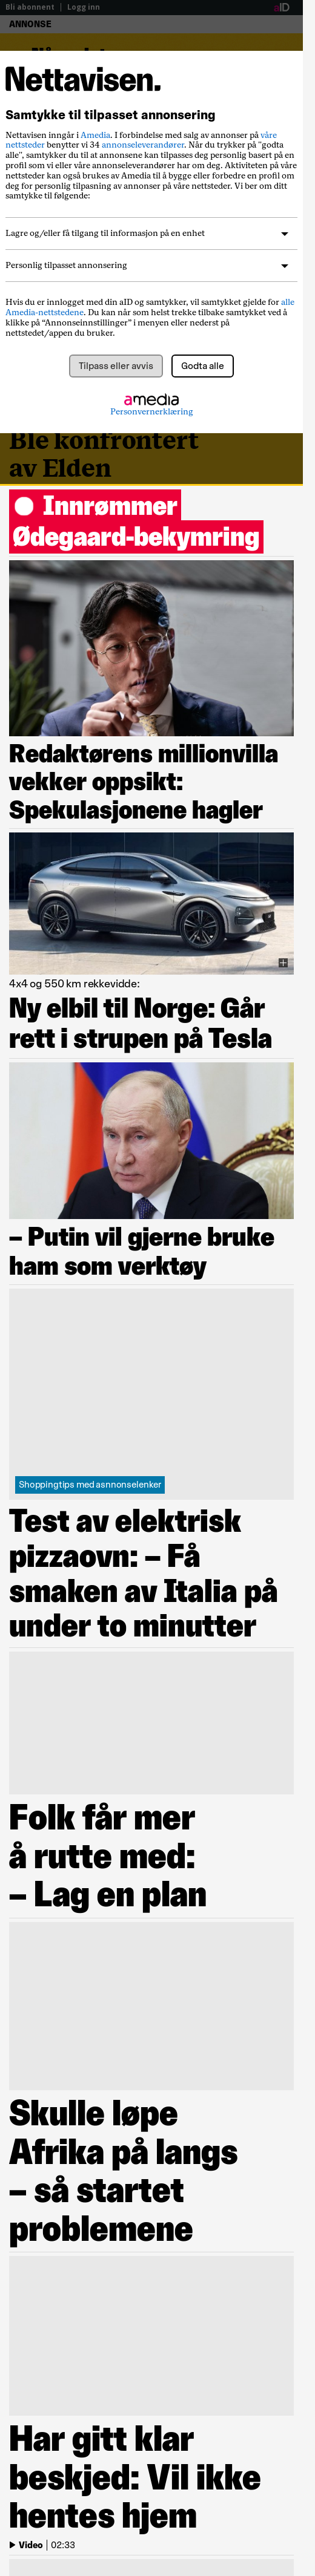 Bli abonnent | Logg inn
aID
ANNONSE
Nettavisen.
Samtykke til tilpasset annonsering
Nettavisen inngår i Amedia. I forbindelse med salg av annonser på våre
nettsteder benytter vi 34 annonseleverandører. Når du trykker på "godta
alle", samtykker du til at annonsene kan tilpasses deg personlig basert på en
profil som vi eller våre annonseleverandører har om deg. Aktiviteten på våre
nettsteder kan også brukes av Amedia til å bygge eller forbedre en profil om
deg for personlig tilpasning av annonser på våre nettsteder. Vi ber om ditt
samtykke til følgende:
Lagre og/eller få tilgang til informasjon på en enhet
Personlig tilpasset annonsering
Hvis du er innlogget med din aID og samtykker, vil samtykket gjelde for alle
Amedia-nettstedene. Du kan når som helst trekke tilbake samtykket ved å
klikke på “Annonseinnstillinger” i menyen eller nederst på
nettstedet/appen du bruker.
Tilpass eller avvis
Godta alle
amedia
Personvernerklæring
Ble konfrontert
av Elden
Innrømmer
Ødegaard-bekymring
Redaktørens millionvilla
vekker oppsikt:
Spekulasjonene hagler
4x4 og 550 km rekkevidde:
Ny elbil til Norge: Går
rett i strupen på Tesla
– Putin vil gjerne bruke
ham som verktøy
Shoppingtips med asnnonselenker
Test av elektrisk
pizzaovn: – Få
smaken av Italia på
under to minutter
Folk får mer
å rutte med:
– Lag en plan
Skulle løpe
Afrika på langs
– så startet
problemene
Har gitt klar
beskjed: Vil ikke
hentes hjem
Video | 02:33